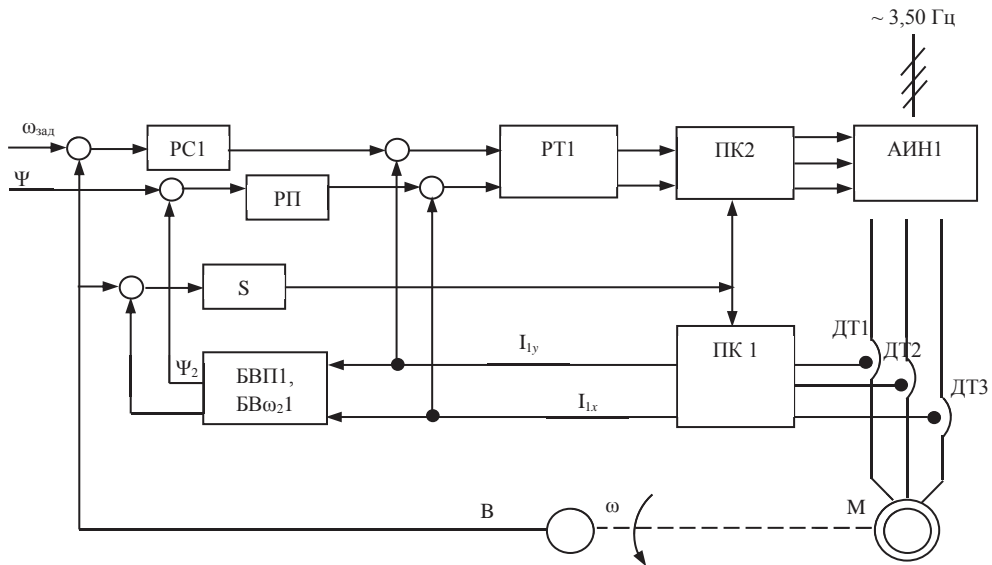 ~ 3,50 Гц
ωзад
РС1
РТ1
ПК2
АИН1
Ψ
РП
S
ДТ1
I1y
ПК 1
ДТ2
Ψ2
БВП1,
БВω21
I1x
ДТ3
В
ω
М